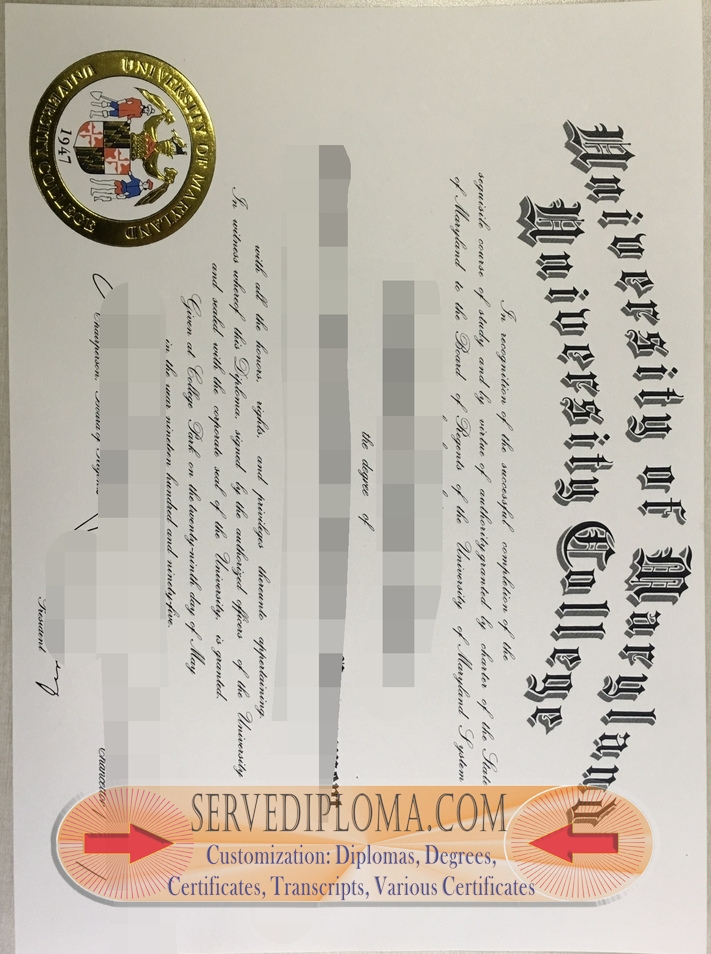 University of Maryland
University College
In recognition of the successful completion of the
requisite course of study and by virtue of authority granted by charter of the State
of Maryland to the Board of Regents of the University of Maryland System
the degree of
with all the honors, rights, and privileges thereunto appertaining.
In witness whereof this Diploma, signed by the authorized officers of the University
and sealed with the corporate seal of the University, is granted.
Given at College Park on the twenty-ninth day of May
in the year nineteen hundred and ninety-five.
Chairperson, Board of
Chancellor
President
UNIVERSITY OF MARYLAND
UNIVERSITY COLLEGE
1947
SERVEDIPLOMA.COM
Customization: Diplomas, Degrees,
Certificates, Transcripts, Various Certificates